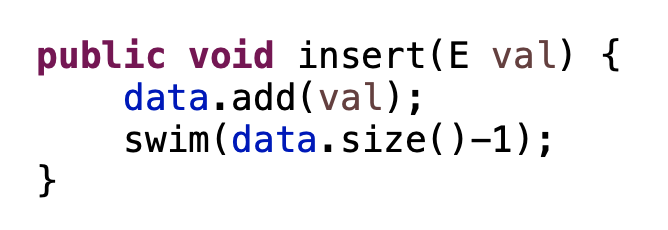 public void insert(E val) {
    data.add(val);
    swim(data.size()-1);
}